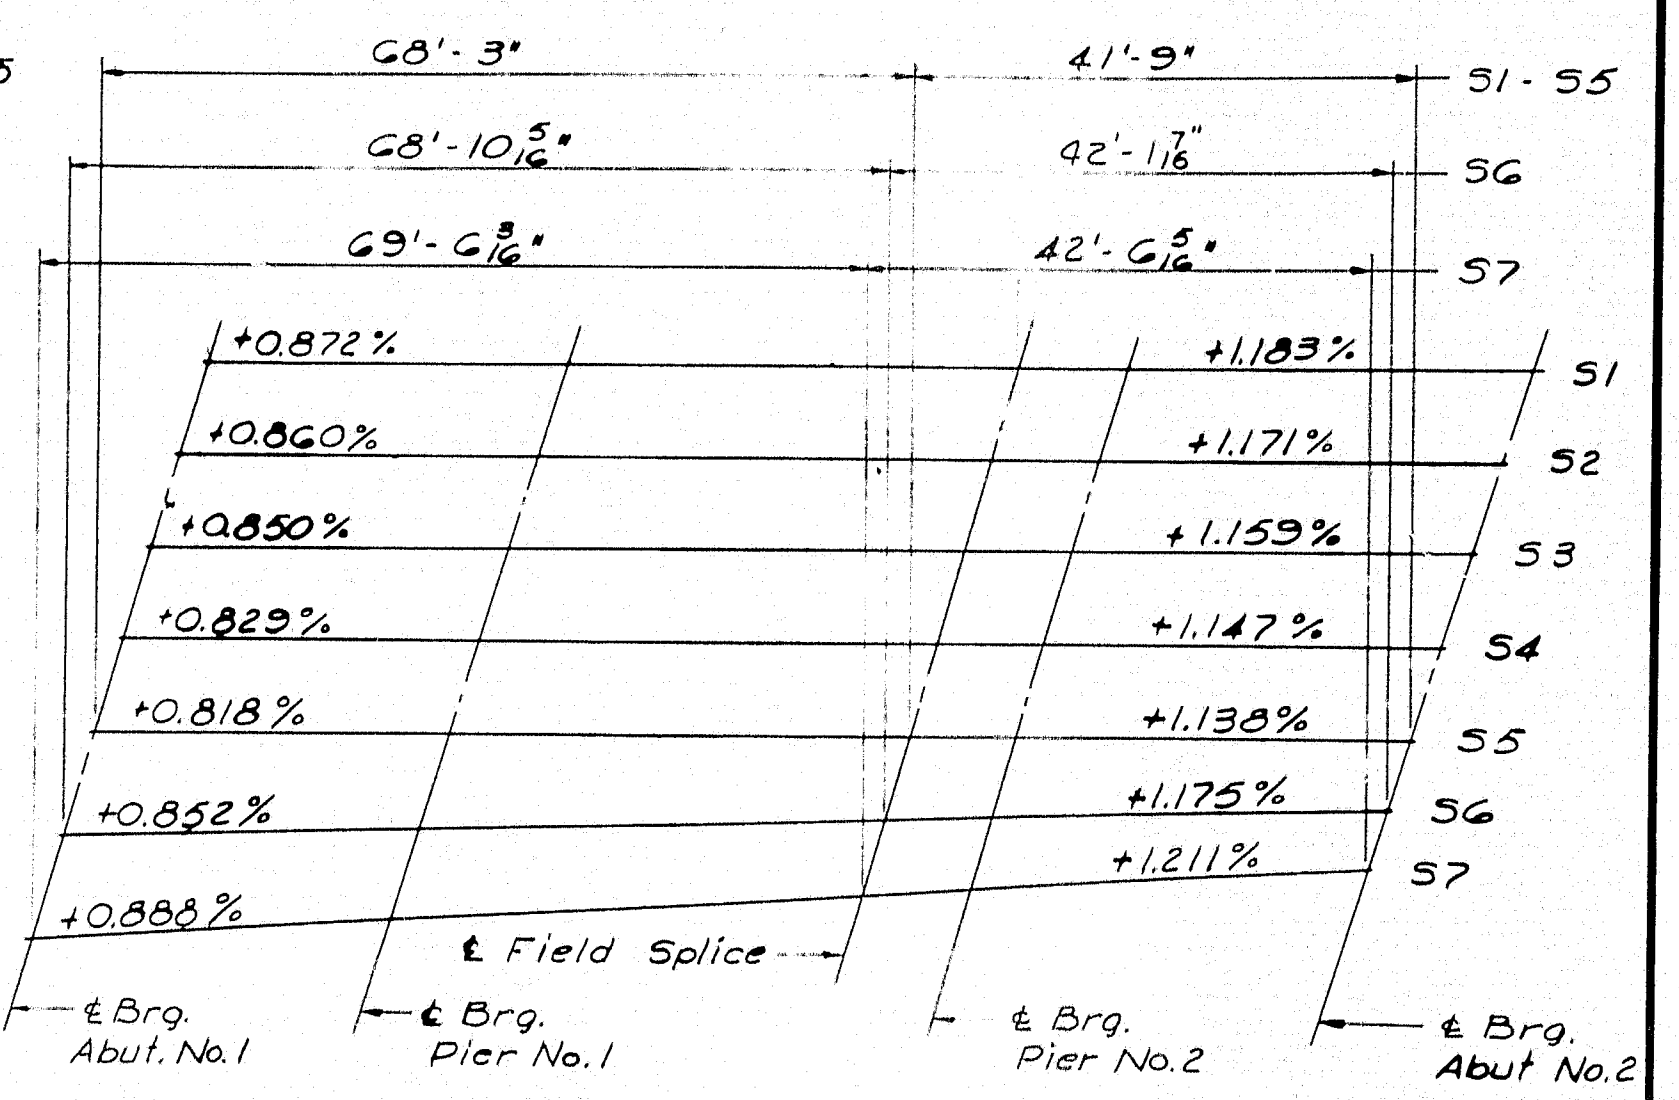 5 68'-3" 41'-9" S1-S5
68'-10 5/16" 42'-1 7/16" S6
69'-6 3/16" 42'-6 5/16" S7
+0.872% +1.183% S1
+0.860% +1.171% S2
+0.850% +1.159% S3
+0.829% +1.147% S4
+0.818% +1.138% S5
+0.852% +1.175% S6
+0.888% +1.211% S7
℄ Field Splice
℄ Brg.
Abut. No.1
℄ Brg.
Pier No.1
℄ Brg.
Pier No.2
℄ Brg.
Abut No.2